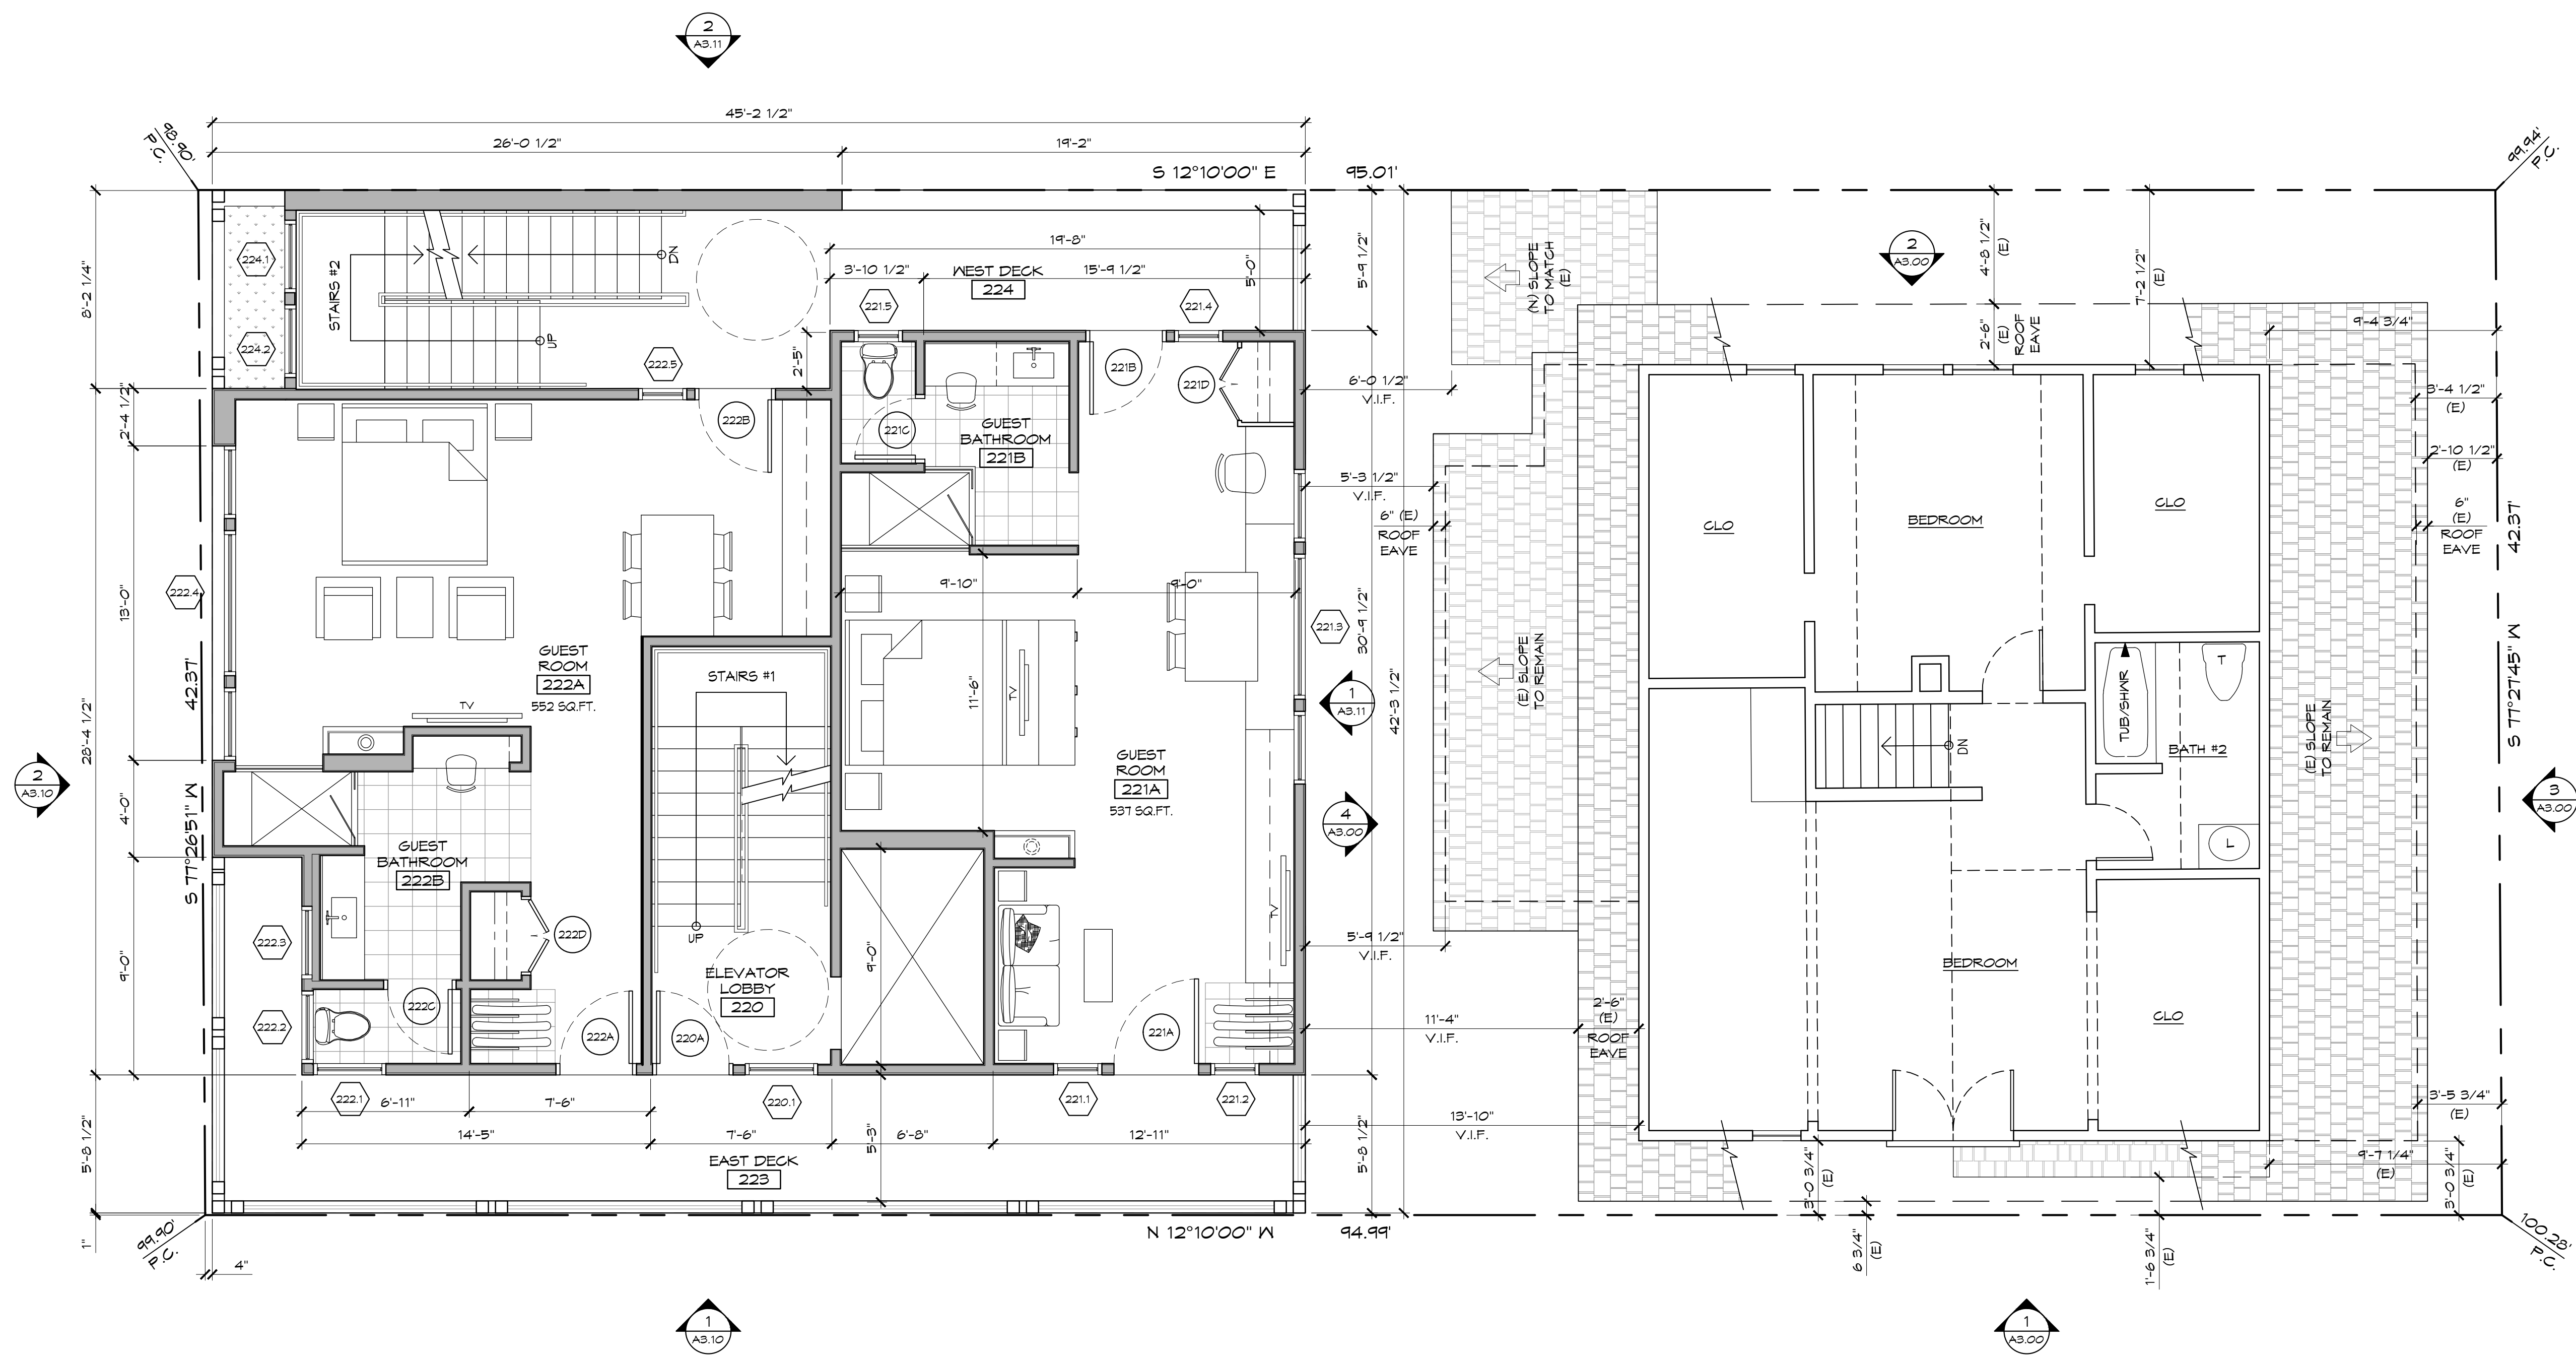 2
A3.11
45'-2 1/2"
26'-0 1/2"
19'-2"
98.90'
P.C.
S 12°10'00" E
95.01'
99.94'
P.C.
8'-2 1/4"
224.1
224.2
STAIRS #2
DN
UP
19'-8"
3'-10 1/2"
WEST DECK
224
15'-9 1/2"
5'-0"
5'-9 1/2"
221.5
221.4
222.5
2'-5"
(N) SLOPE
TO MATCH
(E)
2
A3.00
4'-8 1/2"
(E)
7'-2 1/2"
(E)
2'-6"
(E)
ROOF
EAVE
9'-4 3/4"
2'-4 1/2"
222B
221C
GUEST
BATHROOM
221B
221B
221D
6'-0 1/2"
V.I.F.
3'-4 1/2"
(E)
2'-10 1/2"
(E)
5'-3 1/2"
V.I.F.
6" (E)
ROOF
EAVE
CLO
BEDROOM
CLO
6"
(E)
ROOF
EAVE
42.37'
S 77°27'45" W
13'-0"
222.4
9'-10"
9'-0"
221.3
30'-9 1/2"
42'-3 1/2"
(E) SLOPE
TO REMAIN
GUEST
ROOM
222A
552 SQ.FT.
TV
STAIRS #1
11'-6"
TV
1
A3.11
42.37'
S 77°26'51" W
28'-4 1/2"
2
A3.10
4'-0"
GUEST
ROOM
221A
537 SQ.FT.
4
A3.00
TUB/SHWR
T
BATH #2
DN
L
(E) SLOPE
TO REMAIN
3
A3.00
GUEST
BATHROOM
222B
222D
222.3
222.2
222C
9'-0"
UP
ELEVATOR
LOBBY
220
9'-0"
TV
222A
220A
221A
5'-9 1/2"
V.I.F.
BEDROOM
CLO
11'-4"
V.I.F.
2'-6"
(E)
ROOF
EAVE
222.1
6'-11"
7'-6"
220.1
221.1
221.2
14'-5"
7'-6"
5'-3"
6'-8"
12'-11"
13'-10"
V.I.F.
3'-5 3/4"
(E)
5'-8 1/2"
EAST DECK
223
5'-8 1/2"
3'-0 3/4"
(E)
9'-7 1/4"
(E)
3'-0 3/4"
(E)
1"
99.90'
P.C.
4"
N 12°10'00" W
94.99'
6 3/4"
(E)
1'-6 3/4"
(E)
100.28'
P.C.
1
A3.10
1
A3.00